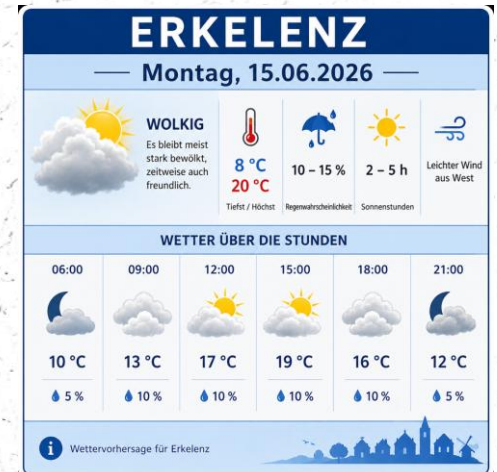 ERKELENZ
Montag, 15.06.2026
WOLKIG
Es bleibt meist
stark bewölkt,
zeitweise auch
freundlich.
8 °C
20 °C
Tiefst / Höchst
10 – 15 %
Regenwahrscheinlichkeit
2 – 5 h
Sonnenstunden
Leichter Wind
aus West
WETTER ÜBER DIE STUNDEN
06:00 09:00 12:00 15:00 18:00 21:00
10 °C 13 °C 17 °C 19 °C 16 °C 12 °C
5 % 10 % 10 % 10 % 10 % 5 %
i Wettervorhersage für Erkelenz